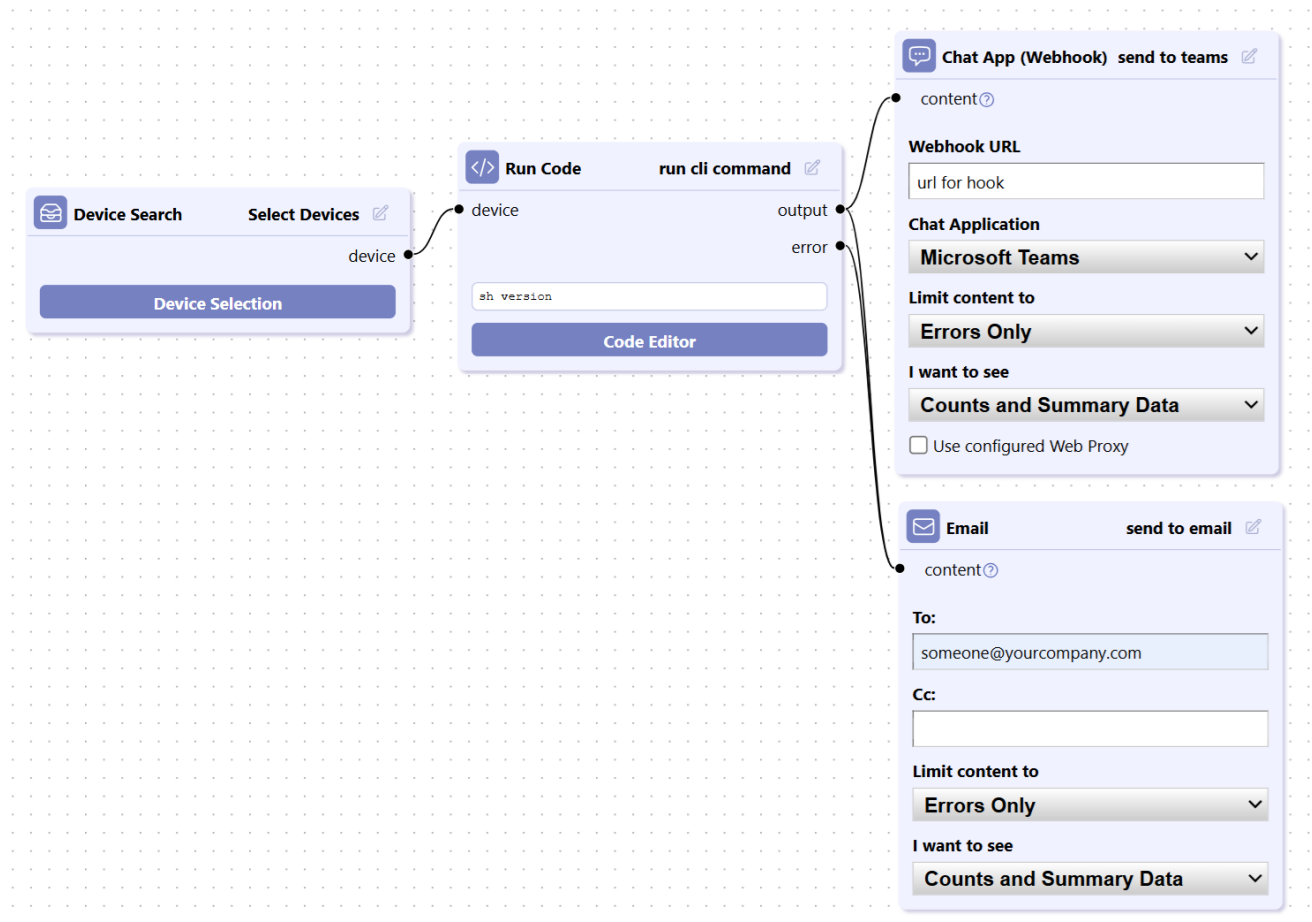 Device Search Select Devices
device
Device Selection
Run Code run cli command
device output
error
sh version
Code Editor
Chat App (Webhook) send to teams
content?
Webhook URL
url for hook
Chat Application
Microsoft Teams
Limit content to
Errors Only
I want to see
Counts and Summary Data
Use configured Web Proxy
Email send to email
content?
To:
someone@yourcompany.com
Cc:
Limit content to
Errors Only
I want to see
Counts and Summary Data